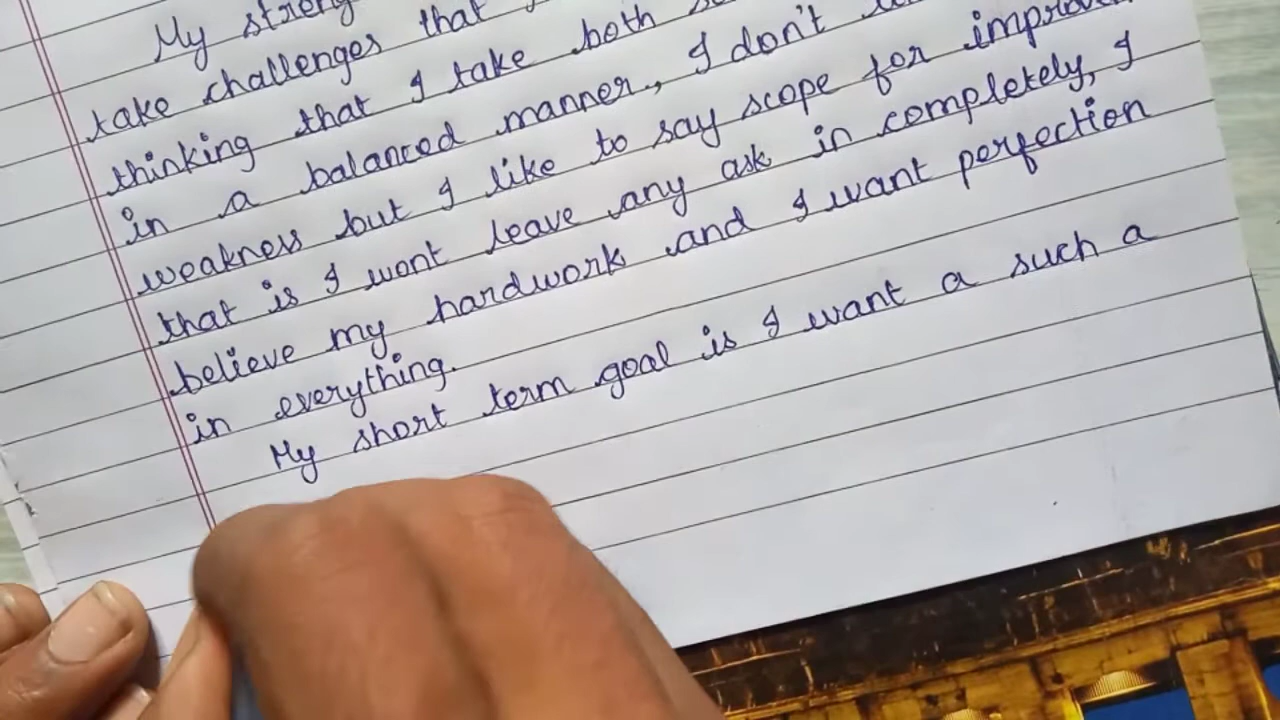 My
take challenges that
thinking that I take both
in a balanced manner, I don't
weakness but I like to say scope for
that is I wont leave any ask in completely, I
believe my hardwork and I want perfection
in everything.
My short term goal is I want a such a